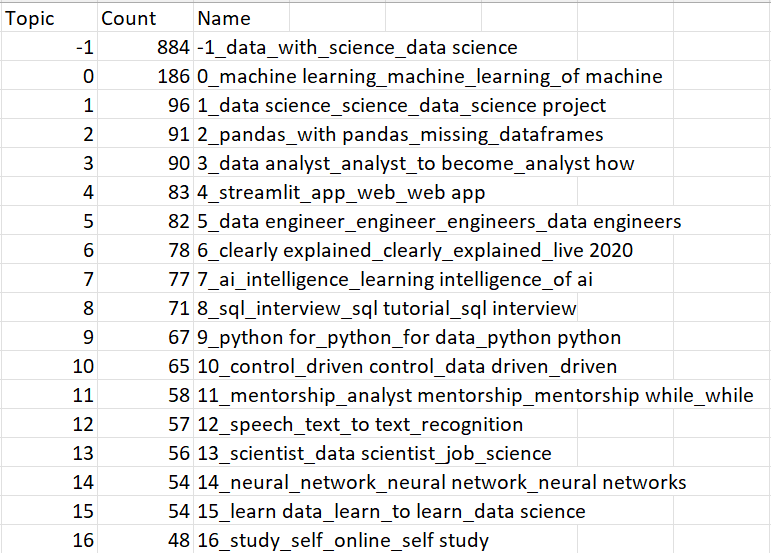 Topic Count Name
-1 884 -1_data_with_science_data science
0 186 0_machine learning_machine_learning_of machine
1 96 1_data science_science_data_science project
2 91 2_pandas_with pandas_missing_dataframes
3 90 3_data analyst_analyst_to become_analyst how
4 83 4_streamlit_app_web_web app
5 82 5_data engineer_engineer_engineers_data engineers
6 78 6_clearly explained_clearly_explained_live 2020
7 77 7_ai_intelligence_learning intelligence_of ai
8 71 8_sql_interview_sql tutorial_sql interview
9 67 9_python for_python_for data_python python
10 65 10_control_driven control_data driven_driven
11 58 11_mentorship_analyst mentorship_mentorship while_while
12 57 12_speech_text_to text_recognition
13 56 13_scientist_data scientist_job_science
14 54 14_neural_network_neural network_neural networks
15 54 15_learn data_learn_to learn_data science
16 48 16_study_self_online_self study